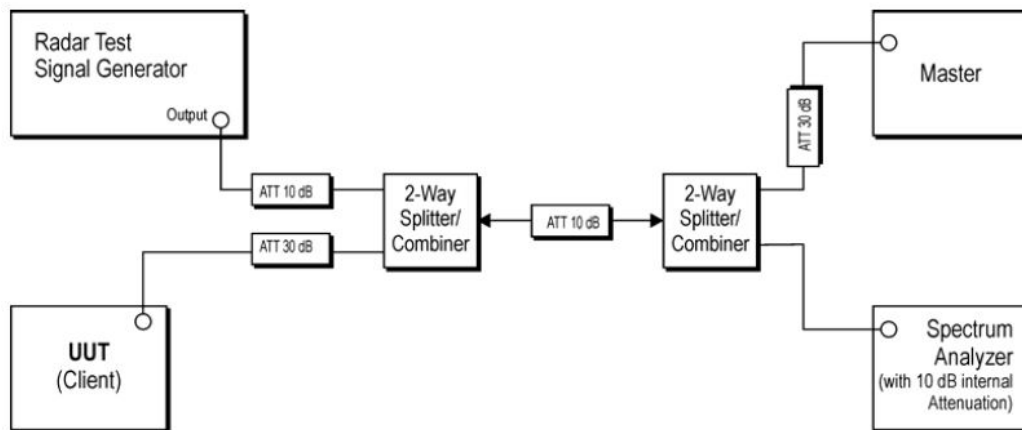 Radar Test
Signal Generator
Output
ATT 10 dB
2-Way
Splitter/
Combiner
ATT 30 dB
UUT
(Client)
ATT 10 dB
2-Way
Splitter/
Combiner
ATT 30 dB
Master
Spectrum
Analyzer
(with 10 dB internal
Attenuation)